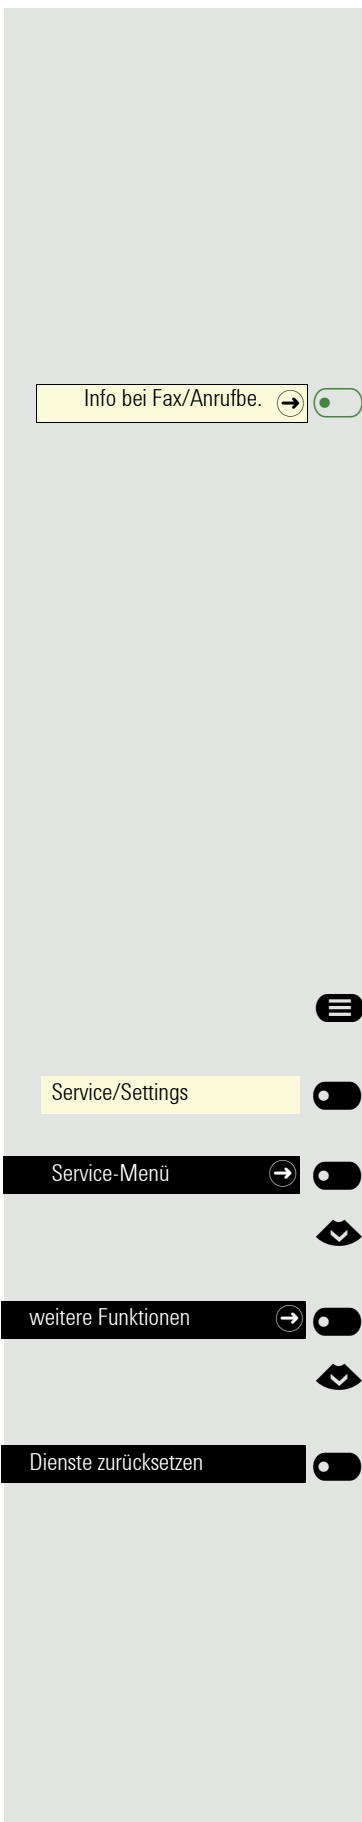 Info bei Fax/Anrufbe.
Service/Settings
Service-Menü
weitere Funktionen
Dienste zurücksetzen